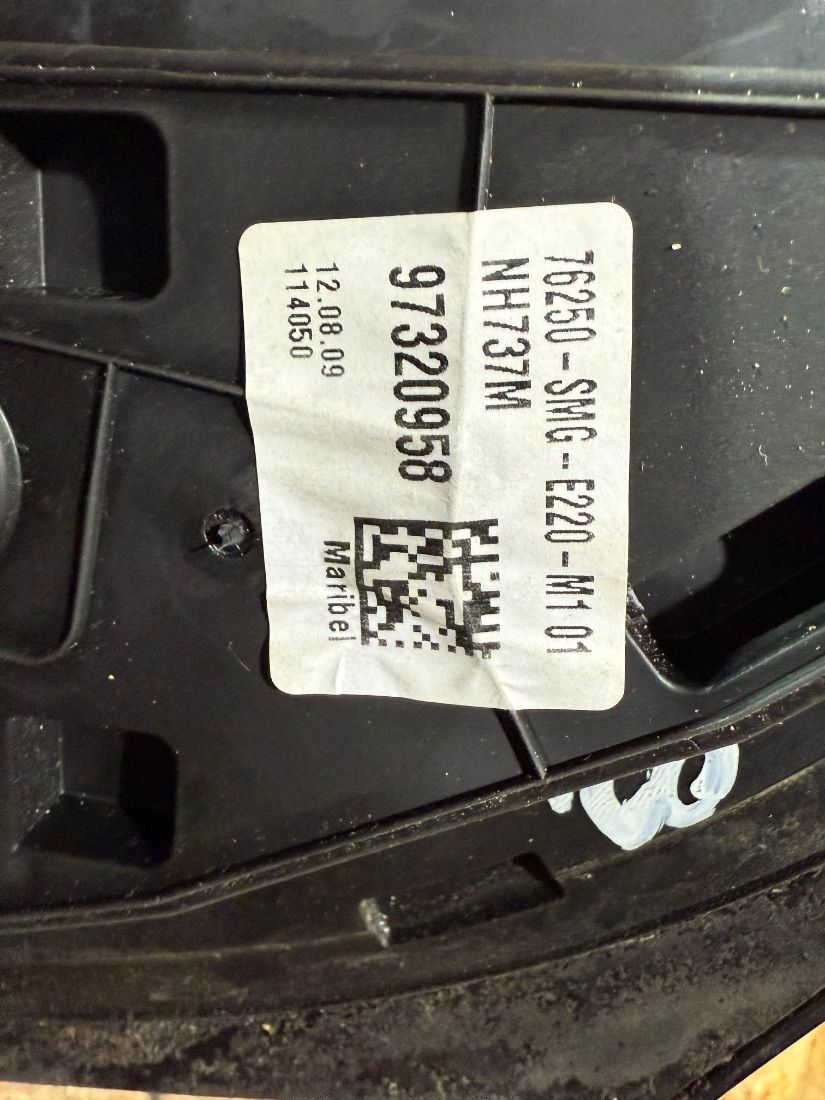 76250-SMG-E220-M1 01
NH737M
97320958
12.08.09
114050
Maribel